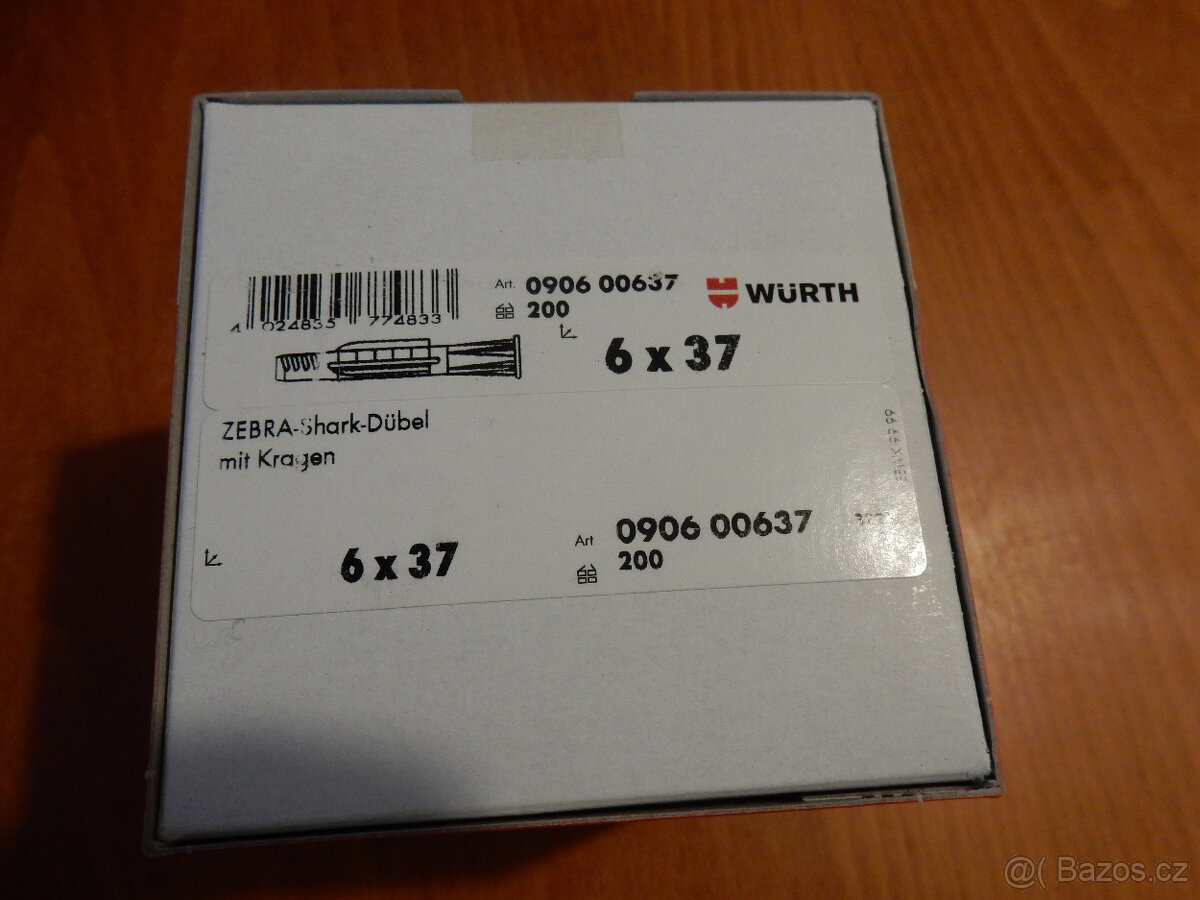 Art. 0906 00637
WÜRTH
200
4 024835 774833
6 x 37
ZEBRA-Shark-Dübel
mit Kragen
Art 0906 00637
6 x 37
200
@( Bazos.cz